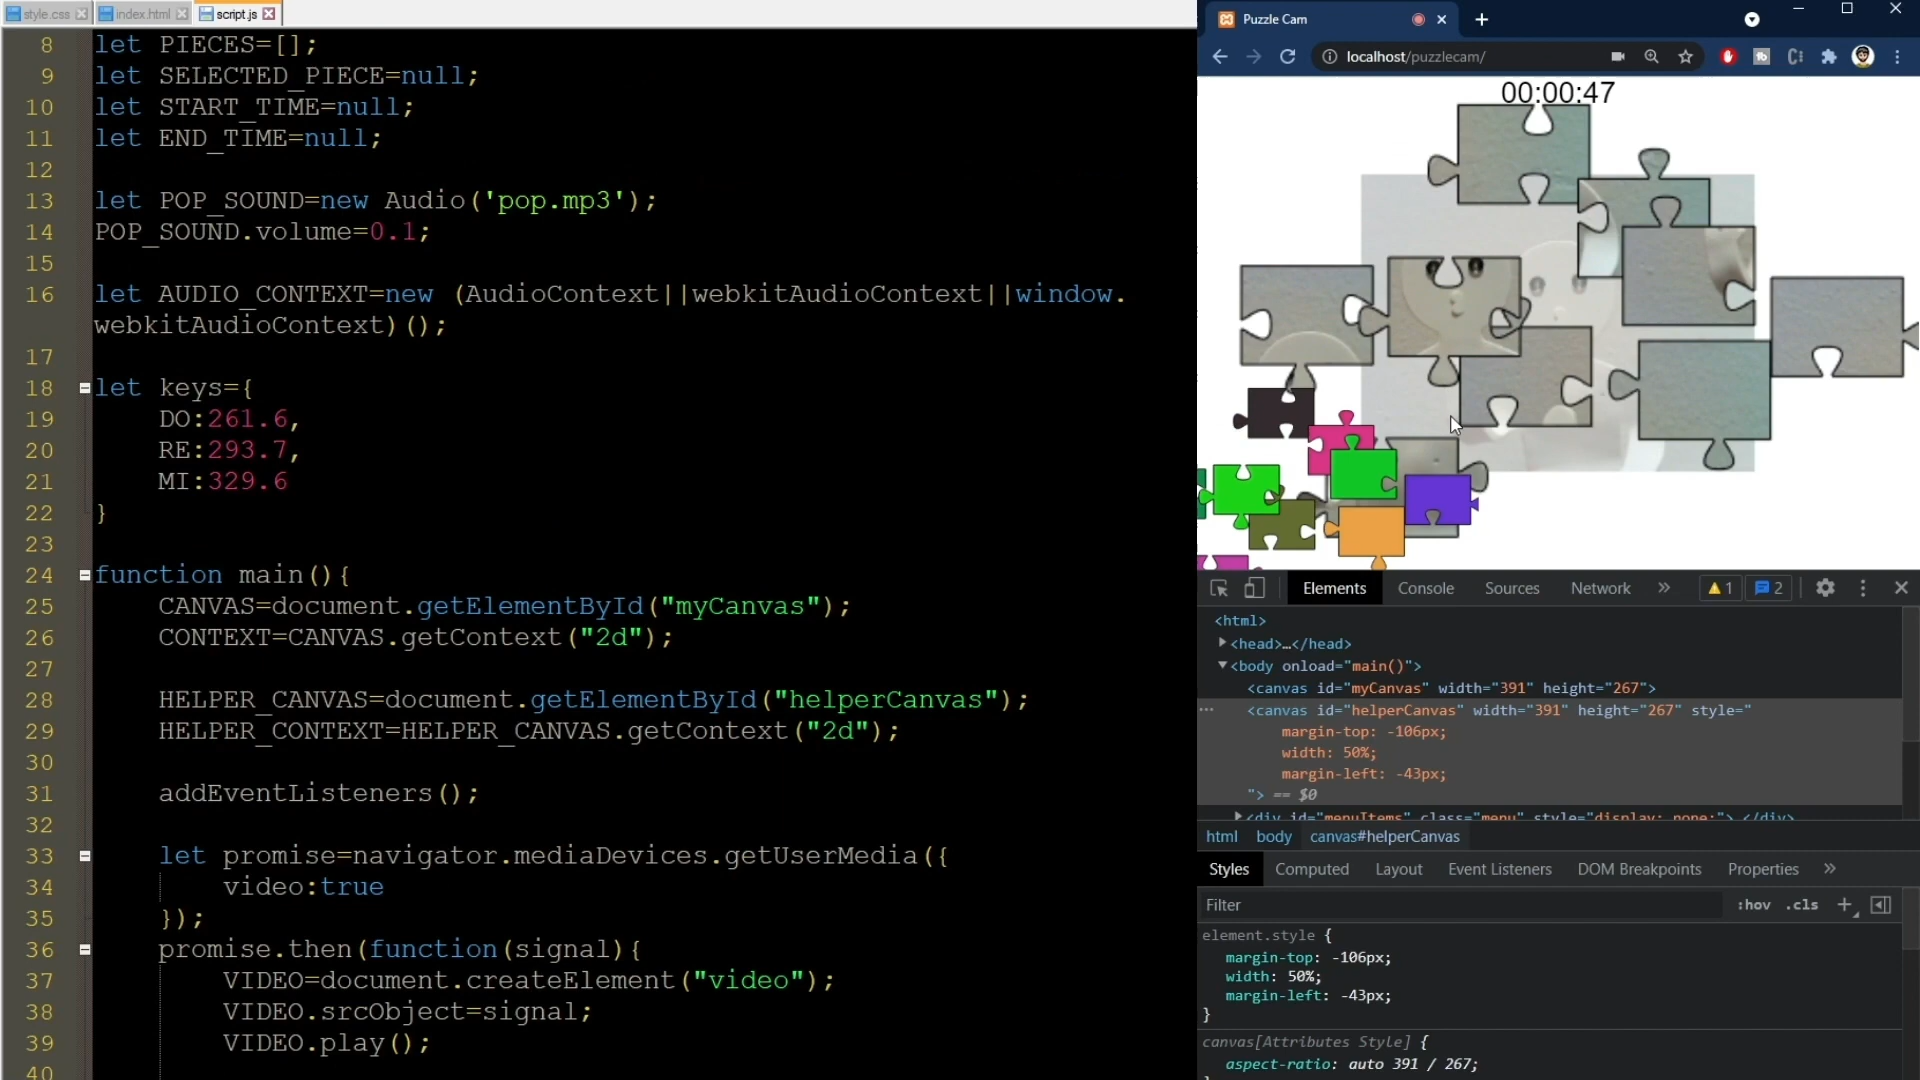 style.css
index.html
script.js
8 let PIECES=[];
9 let SELECTED_PIECE=null;
10 let START_TIME=null;
11 let END_TIME=null;
12
13 let POP_SOUND=new Audio('pop.mp3');
14 POP_SOUND.volume=0.1;
15
16 let AUDIO_CONTEXT=new (AudioContext||webkitAudioContext||window.
webkitAudioContext)();
17
18 let keys={
19 DO:261.6,
20 RE:293.7,
21 MI:329.6
22 }
23
24 function main(){
25 CANVAS=document.getElementById("myCanvas");
26 CONTEXT=CANVAS.getContext("2d");
27
28 HELPER_CANVAS=document.getElementById("helperCanvas");
29 HELPER_CONTEXT=HELPER_CANVAS.getContext("2d");
30
31 addEventListeners();
32
33 let promise=navigator.mediaDevices.getUserMedia({
34 video:true
35 });
36 promise.then(function(signal){
37 VIDEO=document.createElement("video");
38 VIDEO.srcObject=signal;
39 VIDEO.play();
40
Puzzle Cam
localhost/puzzlecam/
00:00:47
Elements Console Sources Network » 1 2
<html>
<head>…</head>
<body onload="main()">
<canvas id="myCanvas" width="391" height="267">
<canvas id="helperCanvas" width="391" height="267" style="
margin-top: -106px;
width: 50%;
margin-left: -43px;
"> == $0
<div id="menuItems" class="menu" style="display: none;">…</div>
html body canvas#helperCanvas
Styles Computed Layout Event Listeners DOM Breakpoints Properties »
Filter :hov .cls +
element.style {
margin-top: -106px;
width: 50%;
margin-left: -43px;
}
canvas[Attributes Style] {
aspect-ratio: auto 391 / 267;